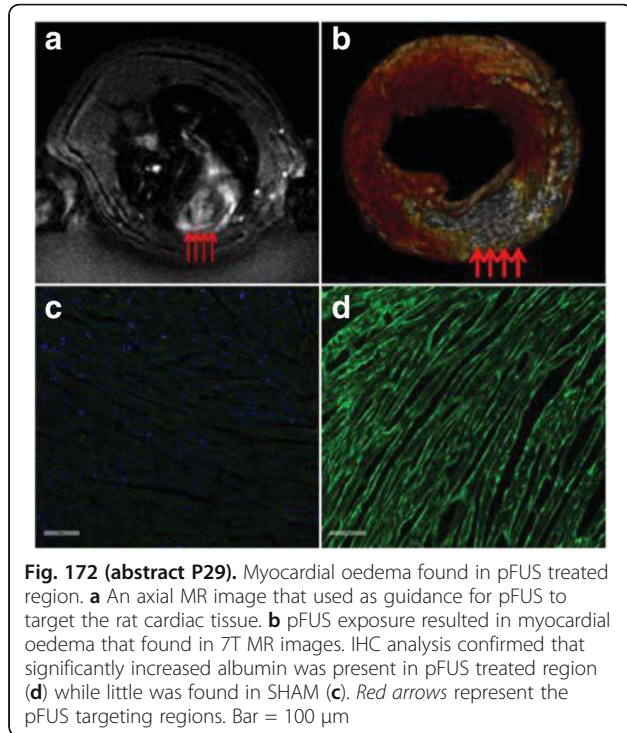 a
b
c
d
Fig. 172 (abstract P29). Myocardial oedema found in pFUS treated
region. a An axial MR image that used as guidance for pFUS to
target the rat cardiac tissue. b pFUS exposure resulted in myocardial
oedema that found in 7T MR images. IHC analysis confirmed that
significantly increased albumin was present in pFUS treated region
(d) while little was found in SHAM (c). Red arrows represent the
pFUS targeting regions. Bar = 100 μm